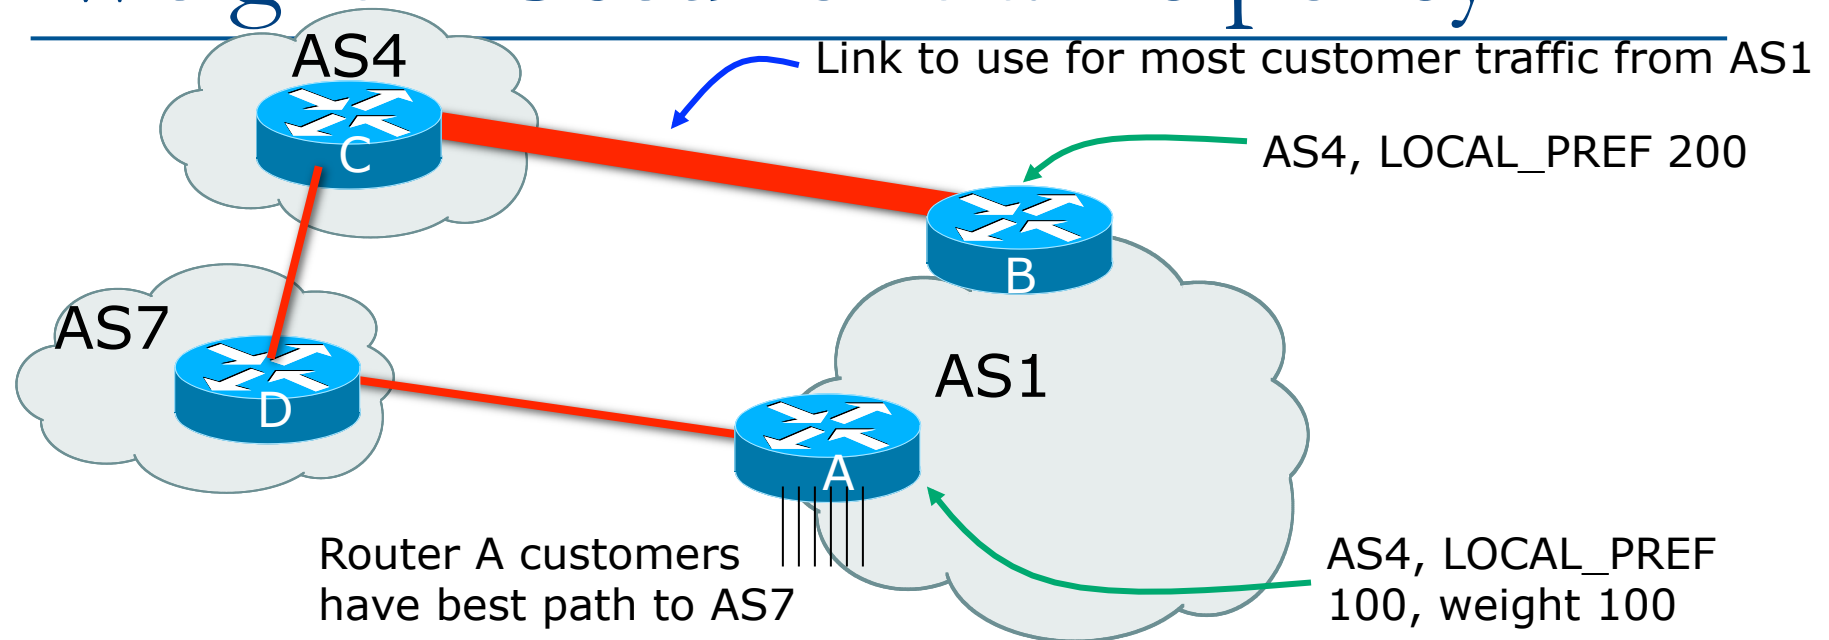 AS4
Link to use for most customer traffic from AS1
C
AS4, LOCAL_PREF 200
B
AS7
AS1
D
A
Router A customers
have best path to AS7
AS4, LOCAL_PREF
100, weight 100